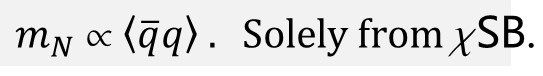 m_N ∝ ⟨q̄q⟩ . Solely from χSB.